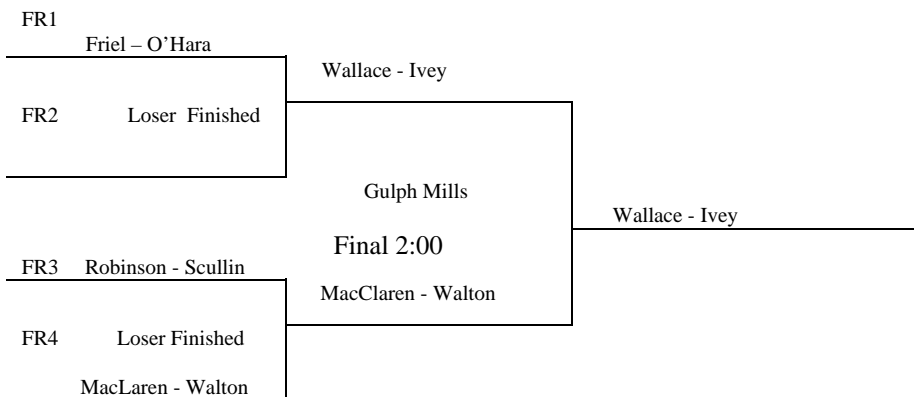 FR1
Friel – O’Hara
Wallace - Ivey
FR2 Loser Finished
Gulph Mills
Wallace - Ivey
Final 2:00
FR3 Robinson - Scullin
MacClaren - Walton
FR4 Loser Finished
MacLaren - Walton